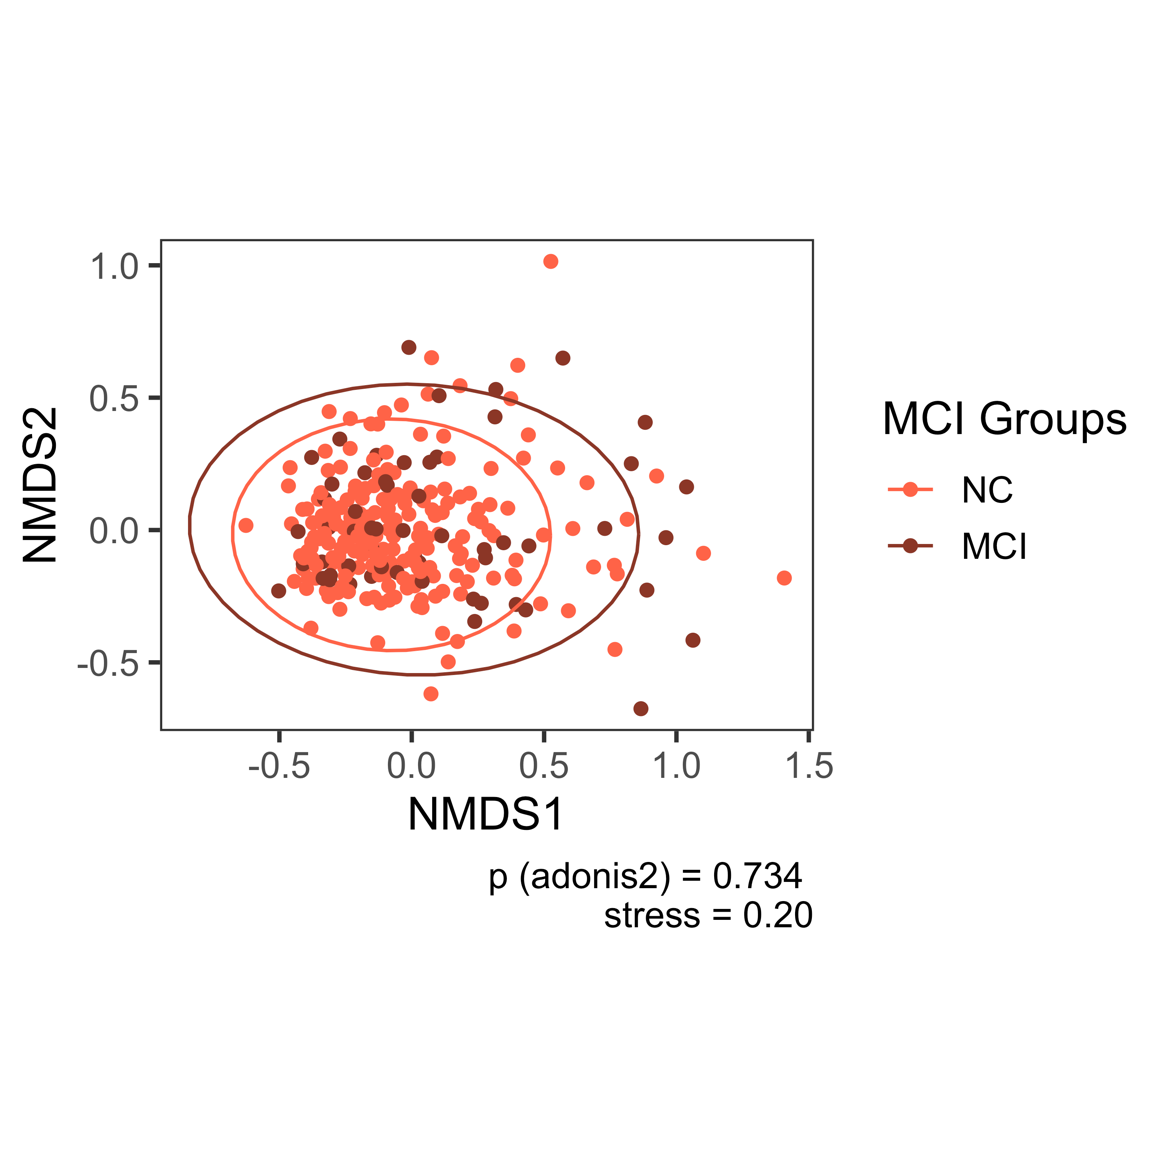 1.0
0.5
0.0
-0.5
NMDS2
-0.5 0.0 0.5 1.0 1.5
NMDS1
p (adonis2) = 0.734
stress = 0.20
MCI Groups
NC
MCI